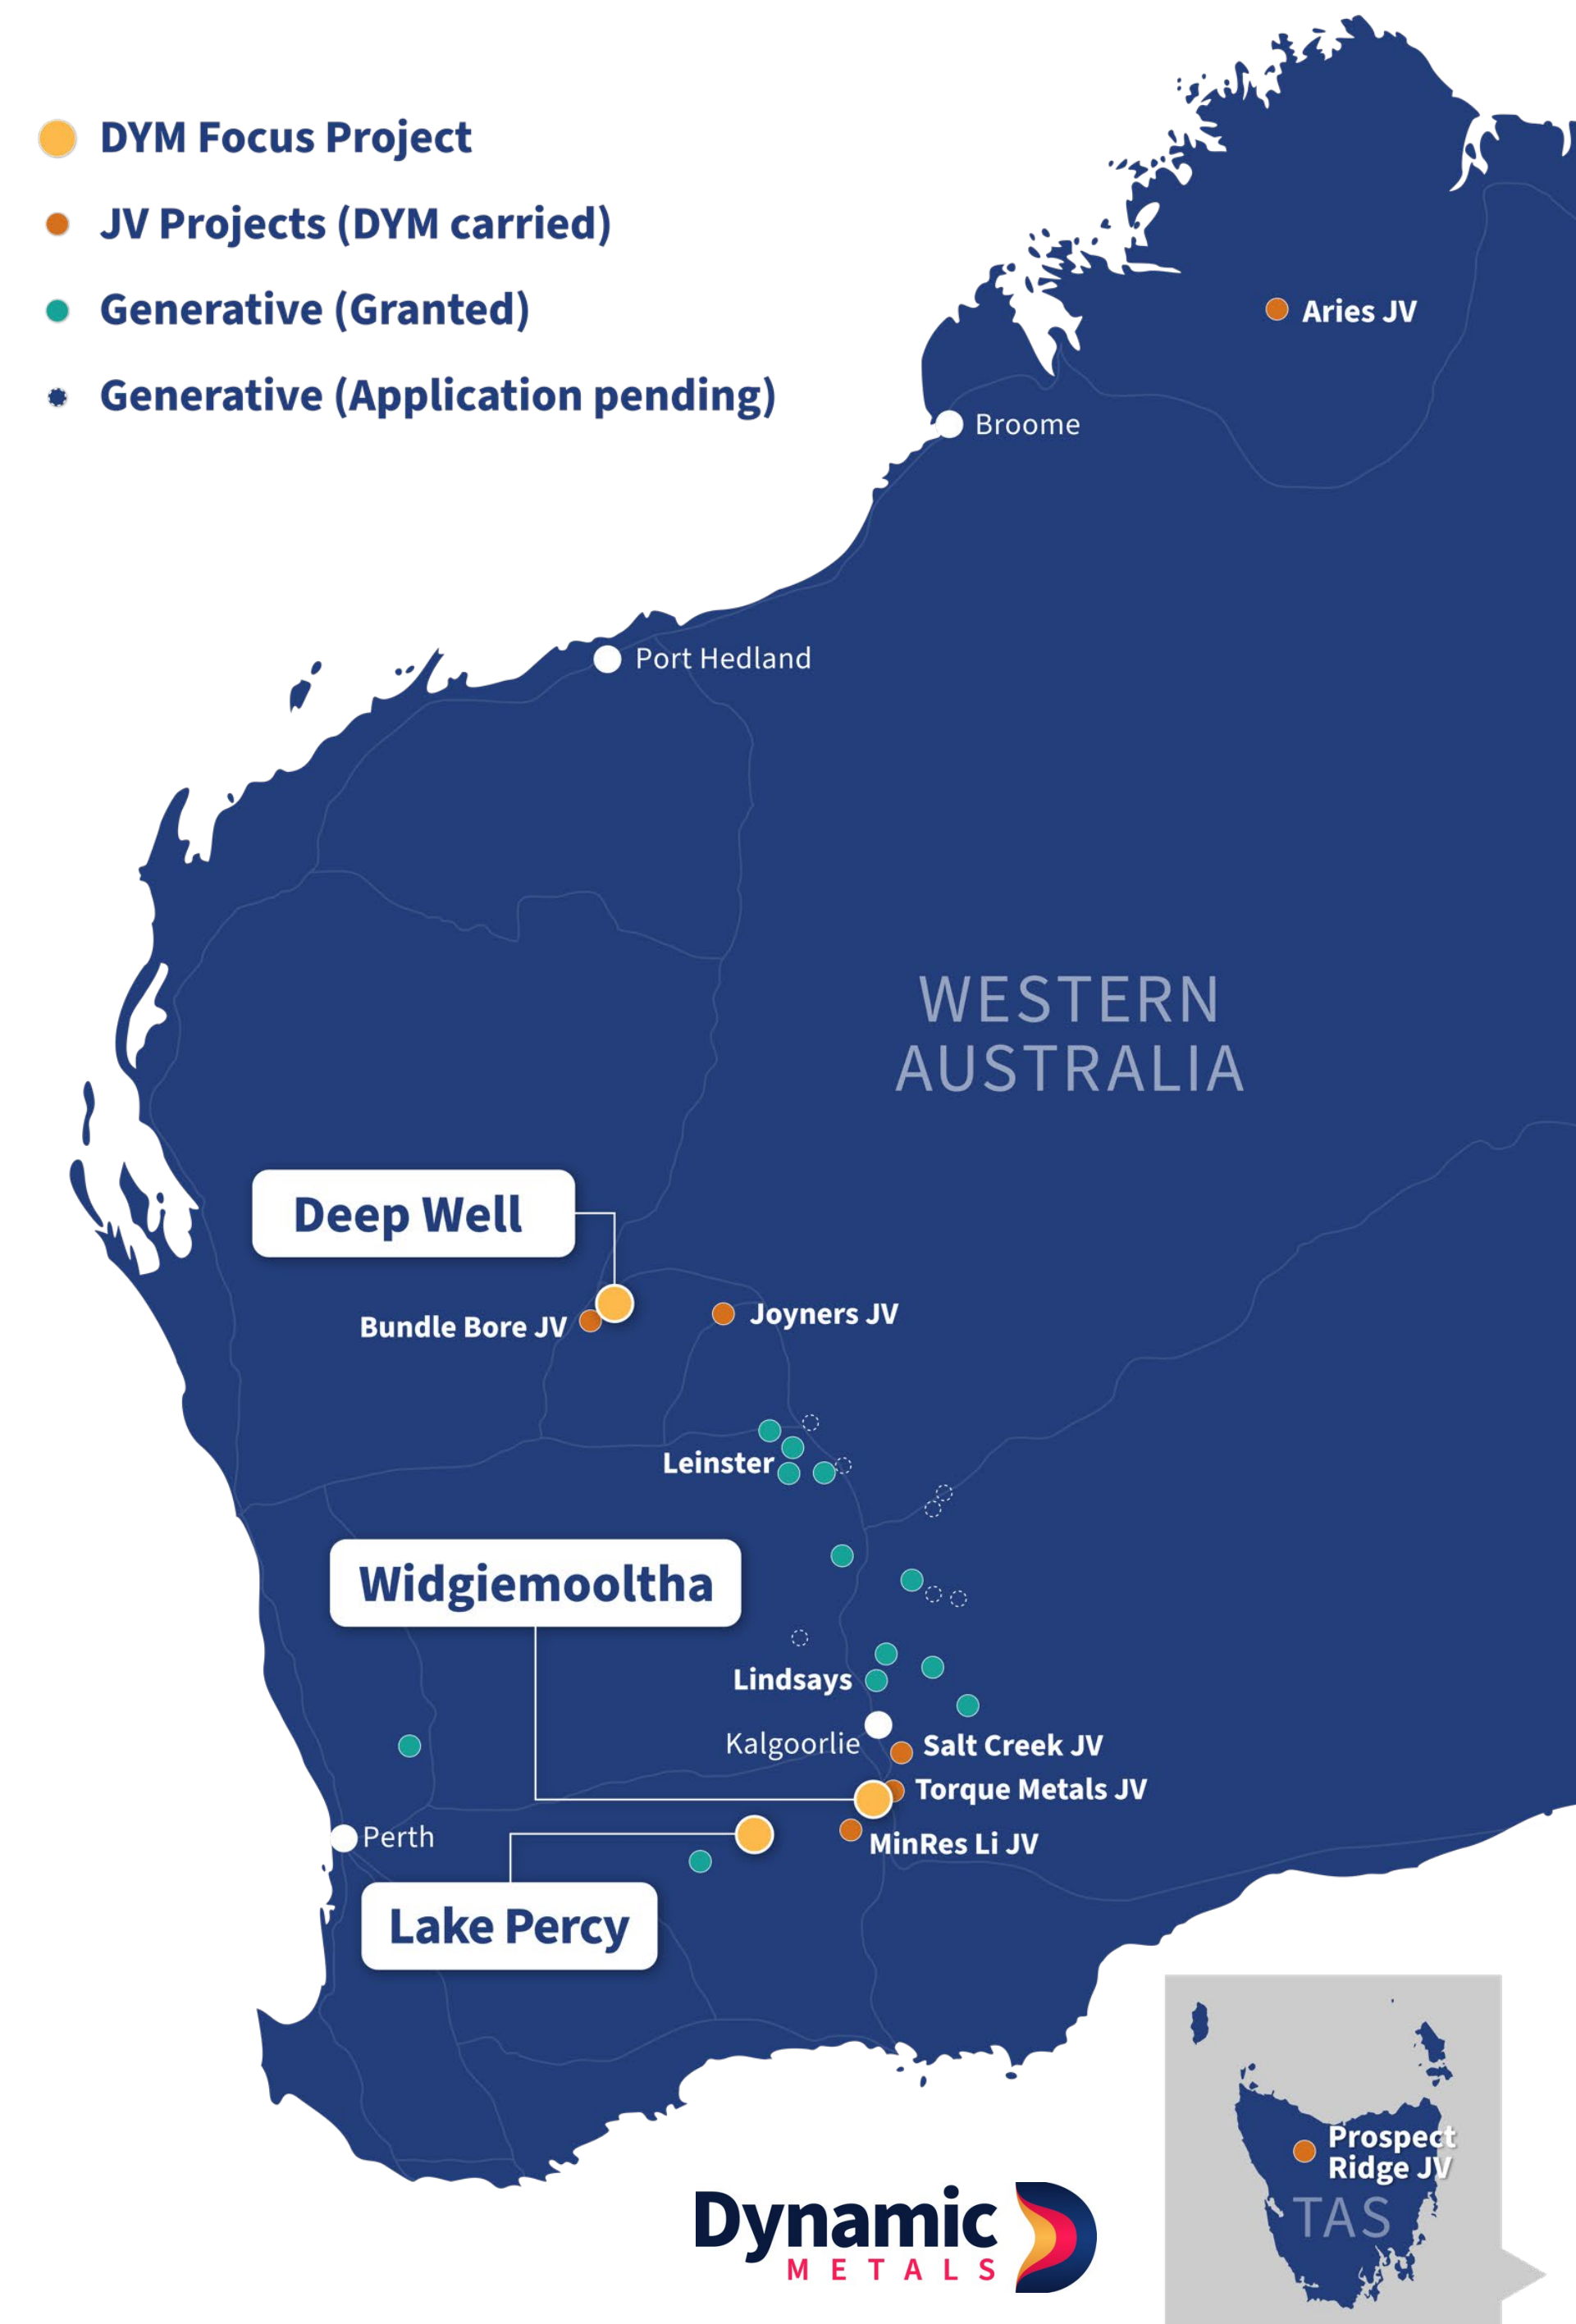 DYM Focus Project
JV Projects (DYM carried)
Generative (Granted)
Generative (Application pending)
Aries JV
Broome
Port Hedland
WESTERN
AUSTRALIA
Deep Well
Bundle Bore JV
Joyners JV
Leinster
Widgiemooltha
Lindsays
Kalgoorlie
Salt Creek JV
Torque Metals JV
Perth
MinRes Li JV
Lake Percy
Prospect
Ridge JV
TAS
Dynamic
METALS